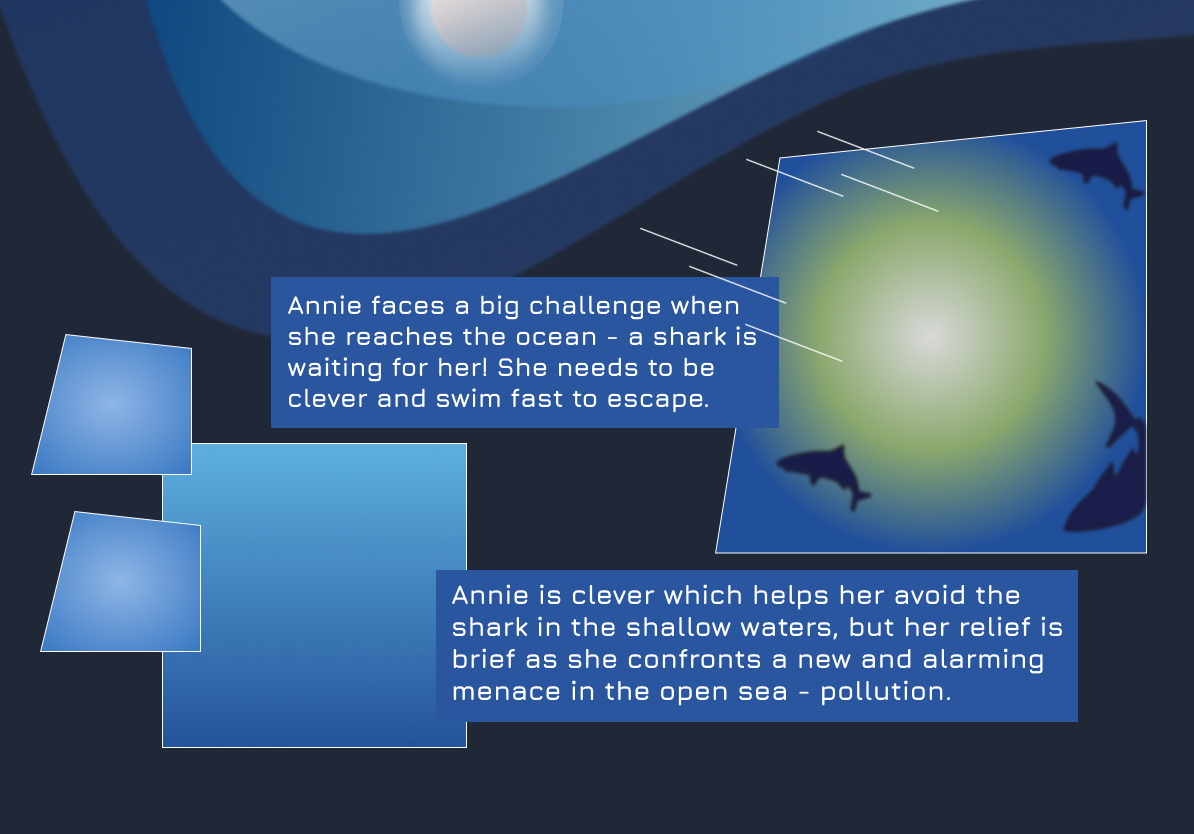 Annie faces a big challenge when
she reaches the ocean - a shark is
waiting for her! She needs to be
clever and swim fast to escape.
Annie is clever which helps her avoid the
shark in the shallow waters, but her relief is
brief as she confronts a new and alarming
menace in the open sea - pollution.